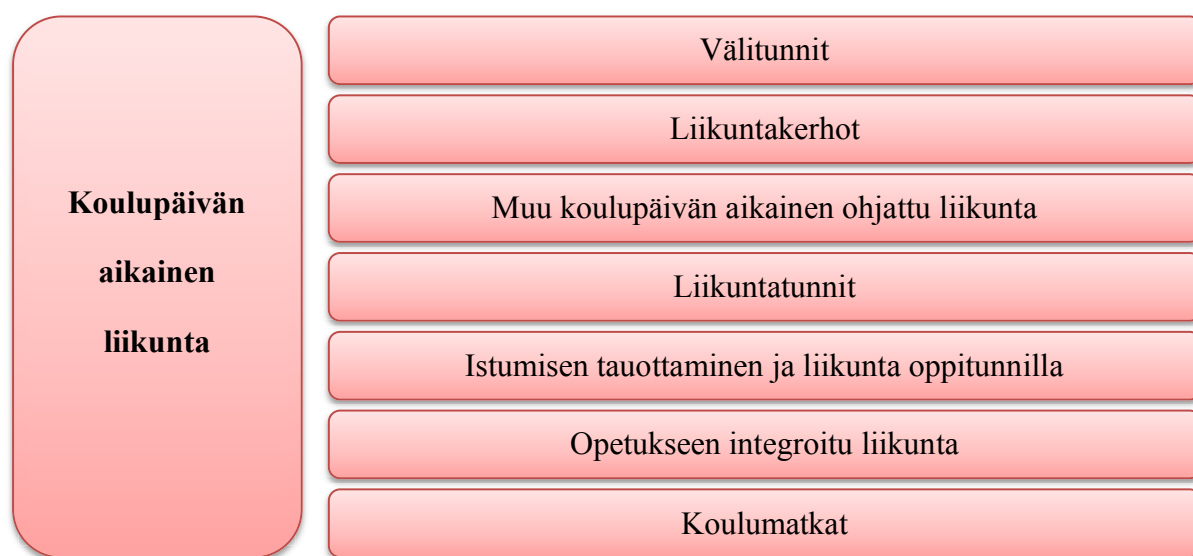 Koulupäivän
aikainen
liikunta
Välitunnit
Liikuntakerhot
Muu koulupäivän aikainen ohjattu liikunta
Liikuntatunnit
Istumisen tauottaminen ja liikunta oppitunnilla
Opetukseen integroitu liikunta
Koulumatkat